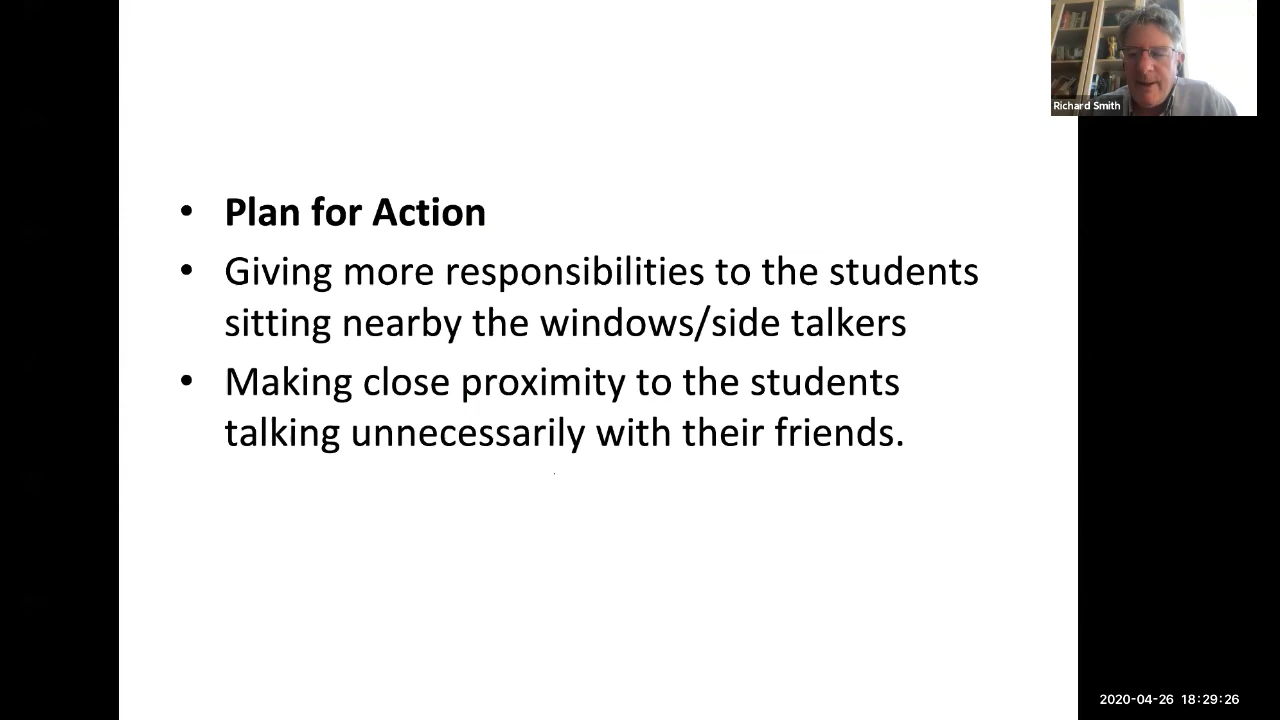 Richard Smith
• Plan for Action
• Giving more responsibilities to the students
sitting nearby the windows/side talkers
• Making close proximity to the students
talking unnecessarily with their friends.
2020-04-26 18:29:26